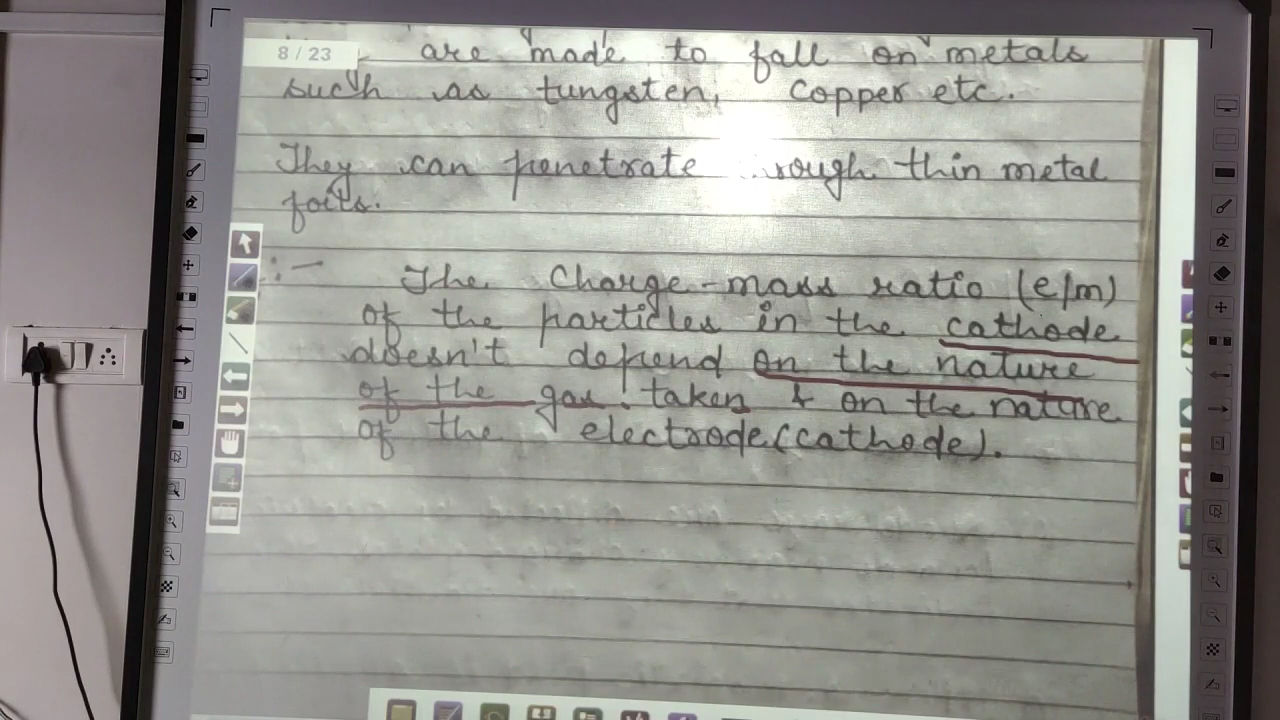 8 / 23
are made to fall on metals
such as tungsten, Copper etc.
They can penetrate rough thin metal
foils.
:- The Charge-mass ratio (e/m)
of the particles in the cathode
doesn't depend on the nature
of the gas taken & on the nature
of the electrode (cathode).